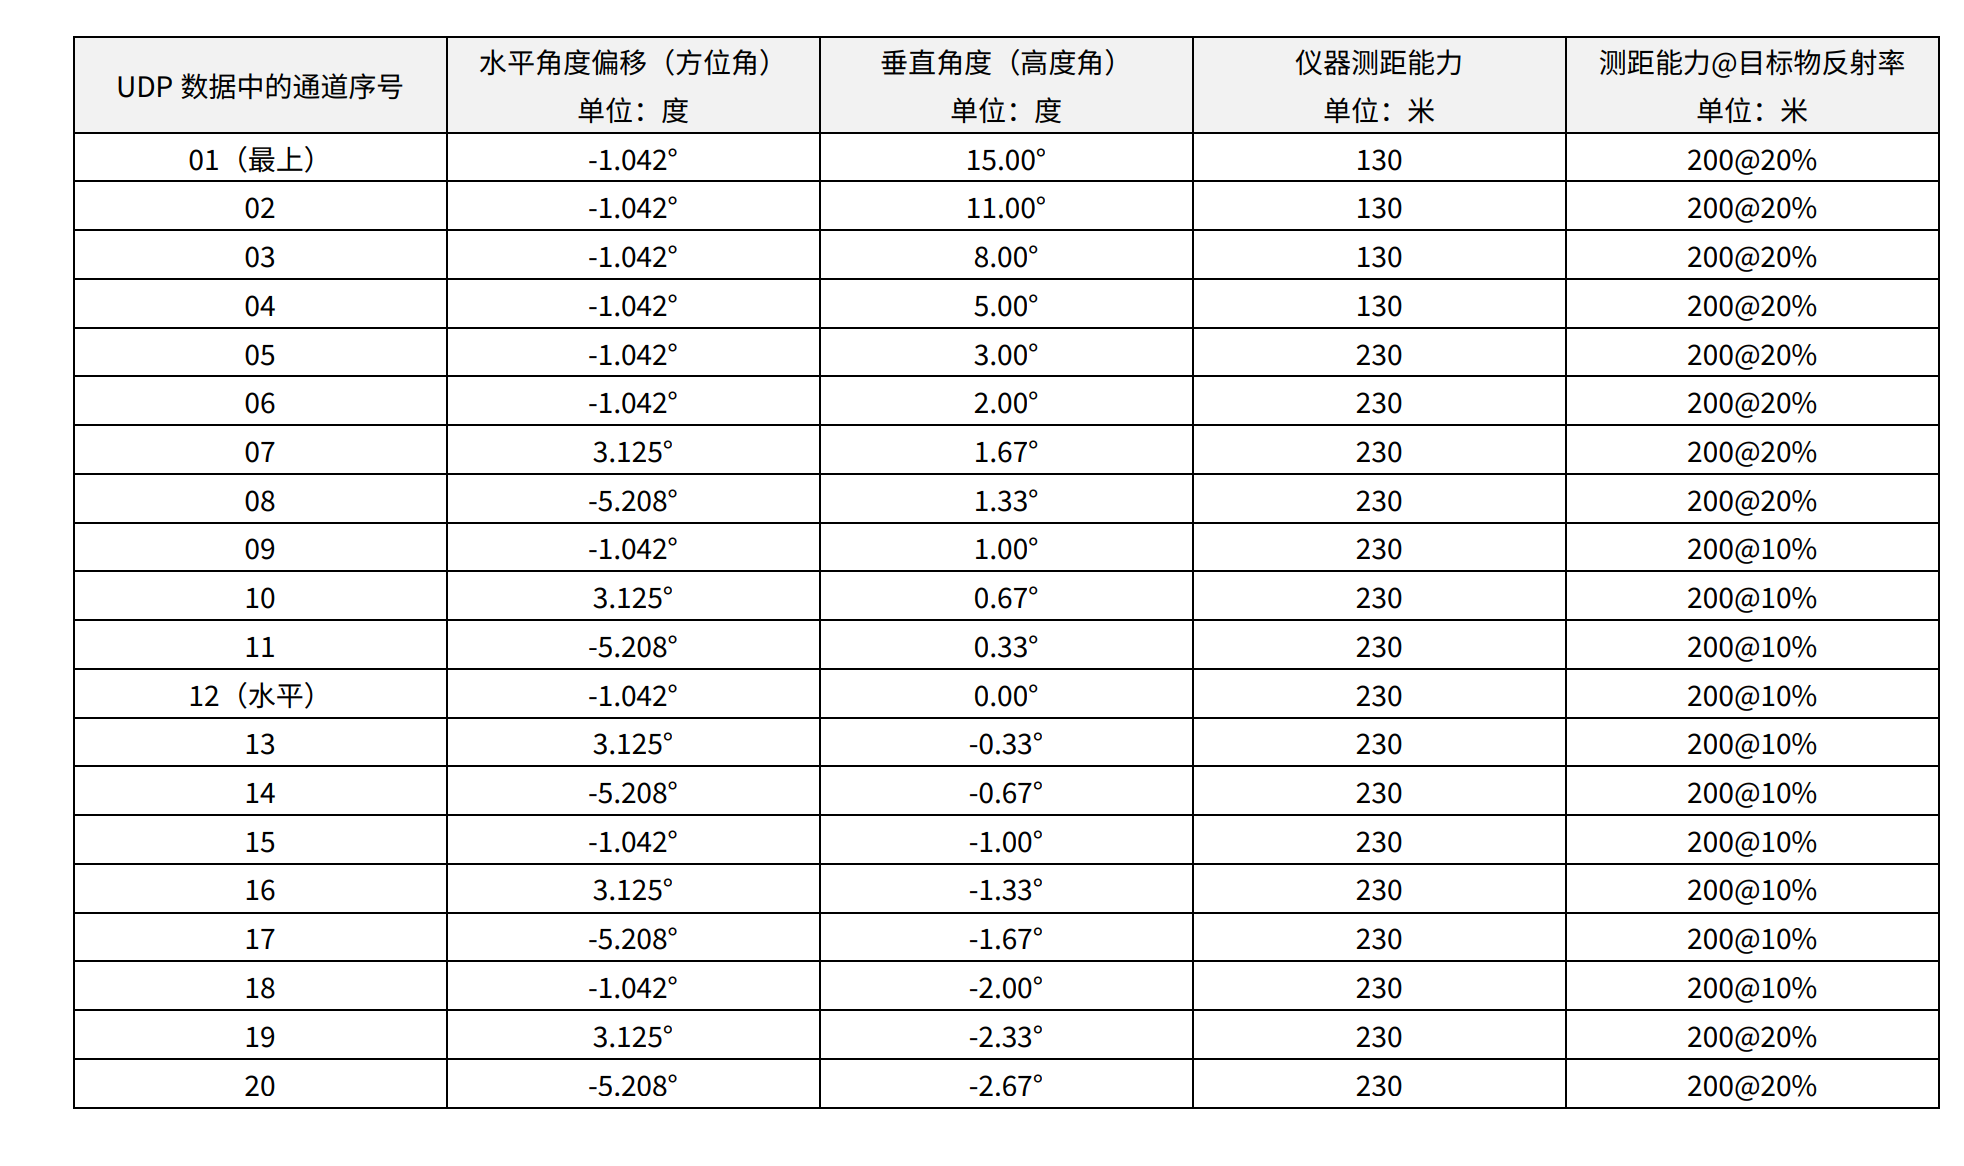 UDP 数据中的通道序号 水平角度偏移（方位角）单位：度 垂直角度（高度角）单位：度 仪器测距能力 单位：米 测距能力@目标物反射率 单位：米
01（最上） -1.042° 15.00° 130 200@20%
02 -1.042° 11.00° 130 200@20%
03 -1.042° 8.00° 130 200@20%
04 -1.042° 5.00° 130 200@20%
05 -1.042° 3.00° 230 200@20%
06 -1.042° 2.00° 230 200@20%
07 3.125° 1.67° 230 200@20%
08 -5.208° 1.33° 230 200@20%
09 -1.042° 1.00° 230 200@10%
10 3.125° 0.67° 230 200@10%
11 -5.208° 0.33° 230 200@10%
12（水平） -1.042° 0.00° 230 200@10%
13 3.125° -0.33° 230 200@10%
14 -5.208° -0.67° 230 200@10%
15 -1.042° -1.00° 230 200@10%
16 3.125° -1.33° 230 200@10%
17 -5.208° -1.67° 230 200@10%
18 -1.042° -2.00° 230 200@10%
19 3.125° -2.33° 230 200@20%
20 -5.208° -2.67° 230 200@20%